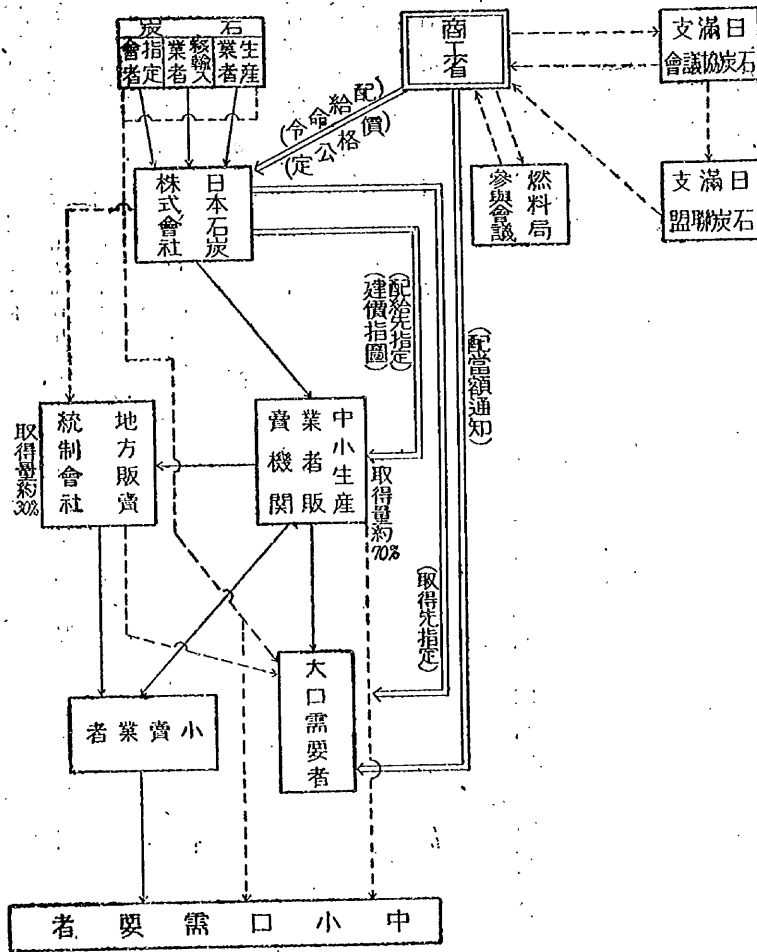 石炭
生産業者
移輸入業者
指定會者
商工省
日滿支
石炭協議會
(配給命令)
(價格公定)
日本石炭
株式會社
燃料局
參與會議
日滿支
石炭聯盟
(配給先指定)
(建價指圖)
(配當額通知)
地方販賣
統制會社
取得量約30%
中小生産
業者販
賣機関
取得量約70%
(取得先指定)
大口需要者
小賣業者
中小口需要者